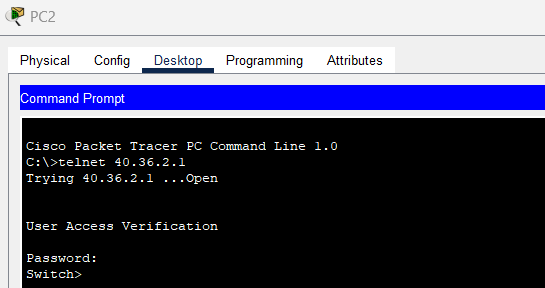 PC2
Physical Config Desktop Programming Attributes
Command Prompt
Cisco Packet Tracer PC Command Line 1.0
C:\>telnet 40.36.2.1
Trying 40.36.2.1 ...Open
User Access Verification
Password:
Switch>